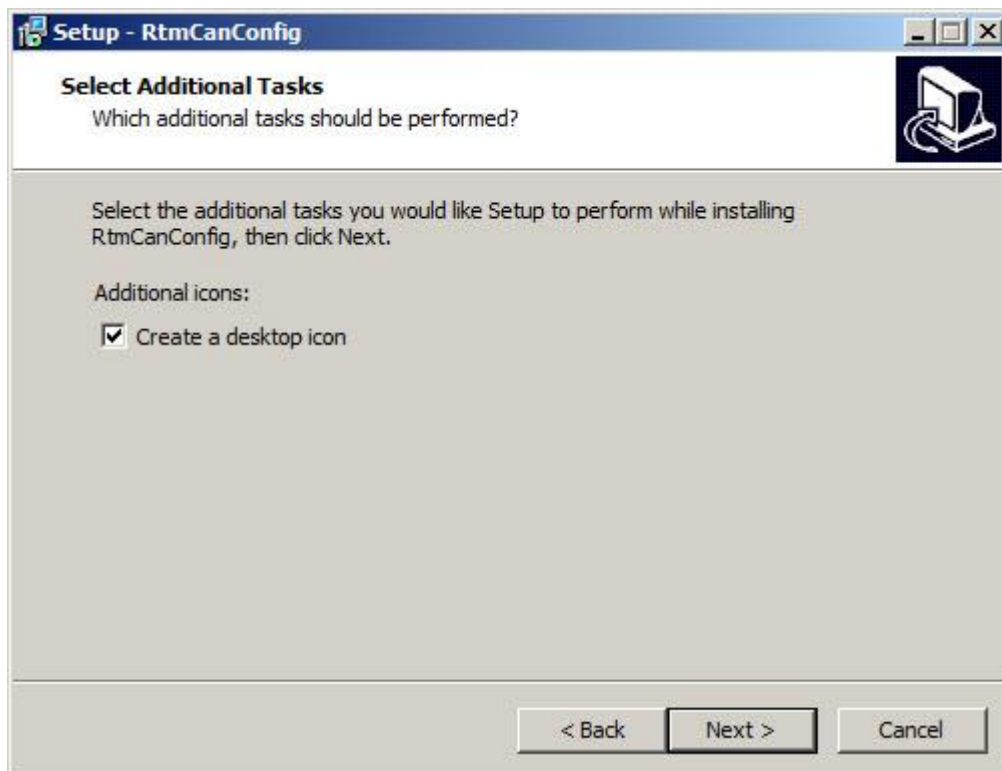 Setup - RtmCanConfig
Select Additional Tasks
Which additional tasks should be performed?
Select the additional tasks you would like Setup to perform while installing
RtmCanConfig, then click Next.
Additional icons:
Create a desktop icon
< Back Next > Cancel